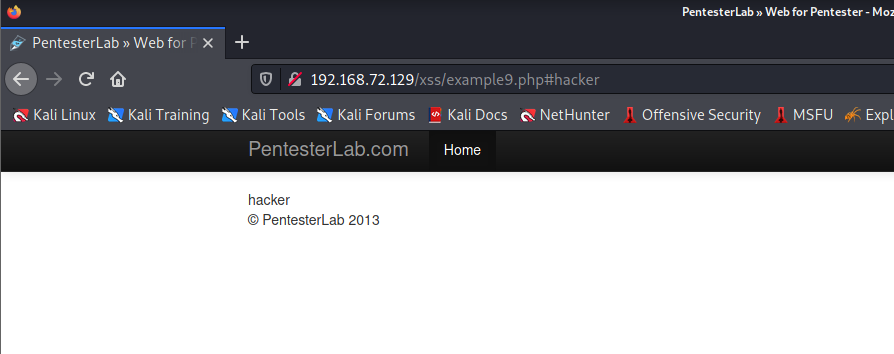 PentesterLab » Web for Pentester - Moz
PentesterLab » Web for P
192.168.72.129/xss/example9.php#hacker
Kali Linux Kali Training Kali Tools Kali Forums Kali Docs NetHunter Offensive Security MSFU Expl
PentesterLab.com Home
hacker
© PentesterLab 2013